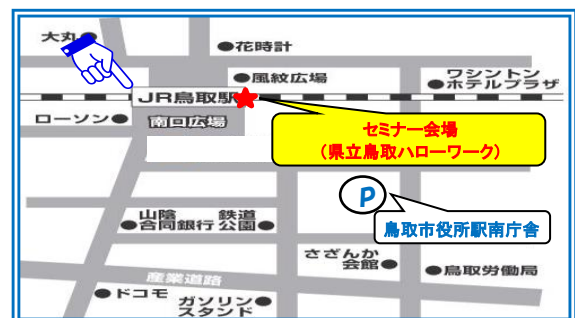 大丸●
●花時計
●風紋広場
ワシントン
●ホテルプラザ
JR鳥取駅
ローソン●
南口広場
セミナー会場
(県立鳥取ハローワーク)
P
鳥取市役所駅南庁舎
山陰
●合同銀行
鉄道
公園●
さざんか
会館●
●鳥取労働局
産業道路
●ドコモ
ガソリン●
スタンド